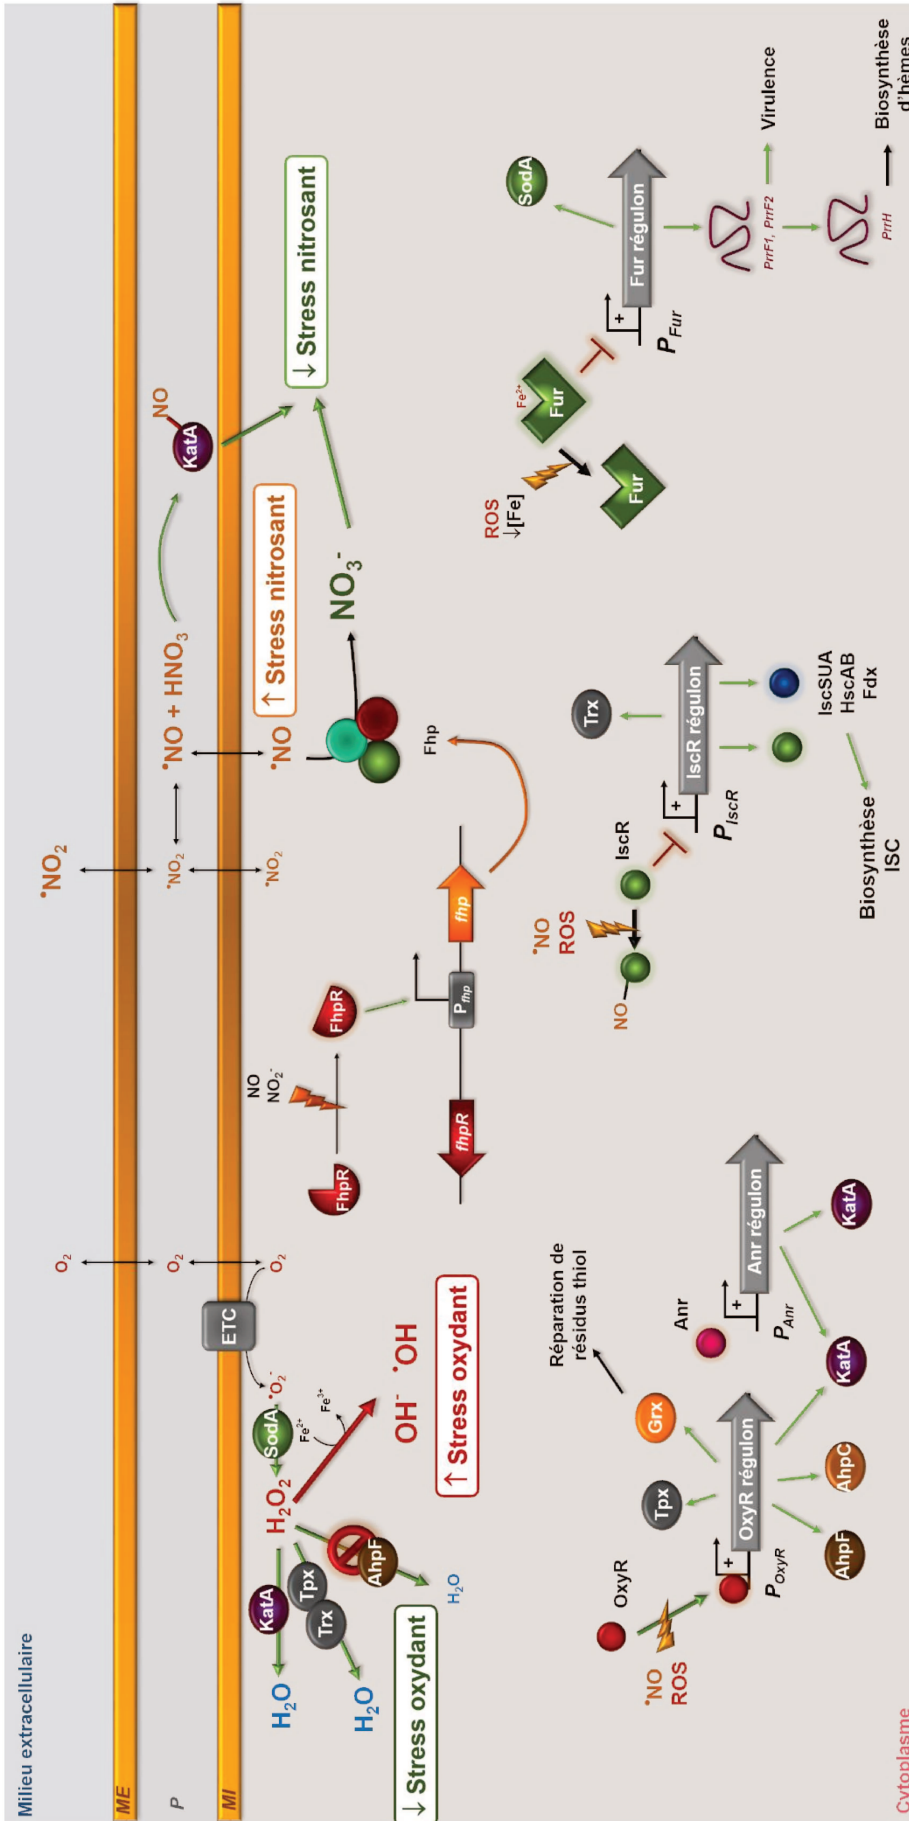 Milieu extracellulaire
ME
P
MI
O2
O2
O2
ETC
•O2-
SodA
Fe2+
Fe3+
H2O2
KatA
H2O
Tpx
Trx
H2O
AhpF
H2O
OH- HO•
↑ Stress oxydant
↓ Stress oxydant
•NO2
•NO2
•NO2
•NO + HNO3
•NO
KatA
NO
↑ Stress nitrosant
↓ Stress nitrosant
NO3-
Fhp
NO
NO2-
FhpR
FhpR
fhpR
Pfhp
fhp
OxyR
•NO
ROS
+
POxyR
OxyR régulon
Tpx
Grx
Réparation de
résidus thiol
AhpF
AhpC
KatA
Anr
+
PAnr
Anr régulon
KatA
•NO
ROS
NO
IscR
+
PIscR
IscR régulon
Trx
IscSUA
HscAB
Fdx
Biosynthèse
ISC
ROS
↓[Fe]
Fe2+
Fur
Fur
+
PFur
Fur régulon
SodA
PrrF1, PrrF2
Virulence
PrrH
Biosynthèse
d'hèmes
Cytoplasme